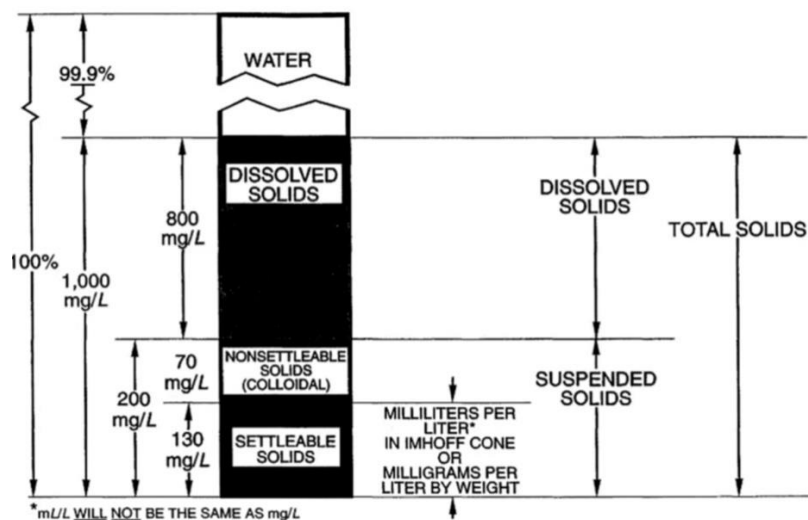 WATER
99.9%
DISSOLVED
SOLIDS
800
mg/L
DISSOLVED
SOLIDS
TOTAL SOLIDS
100%
1,000
mg/L
70
mg/L
NONSETTLEABLE
SOLIDS
(COLLOIDAL)
200
mg/L
SUSPENDED
SOLIDS
130
mg/L
SETTLEABLE
SOLIDS
MILLILITERS PER
LITER*
IN IMHOFF CONE
OR
MILLIGRAMS PER
LITER BY WEIGHT
*mL/L WILL NOT BE THE SAME AS mg/L